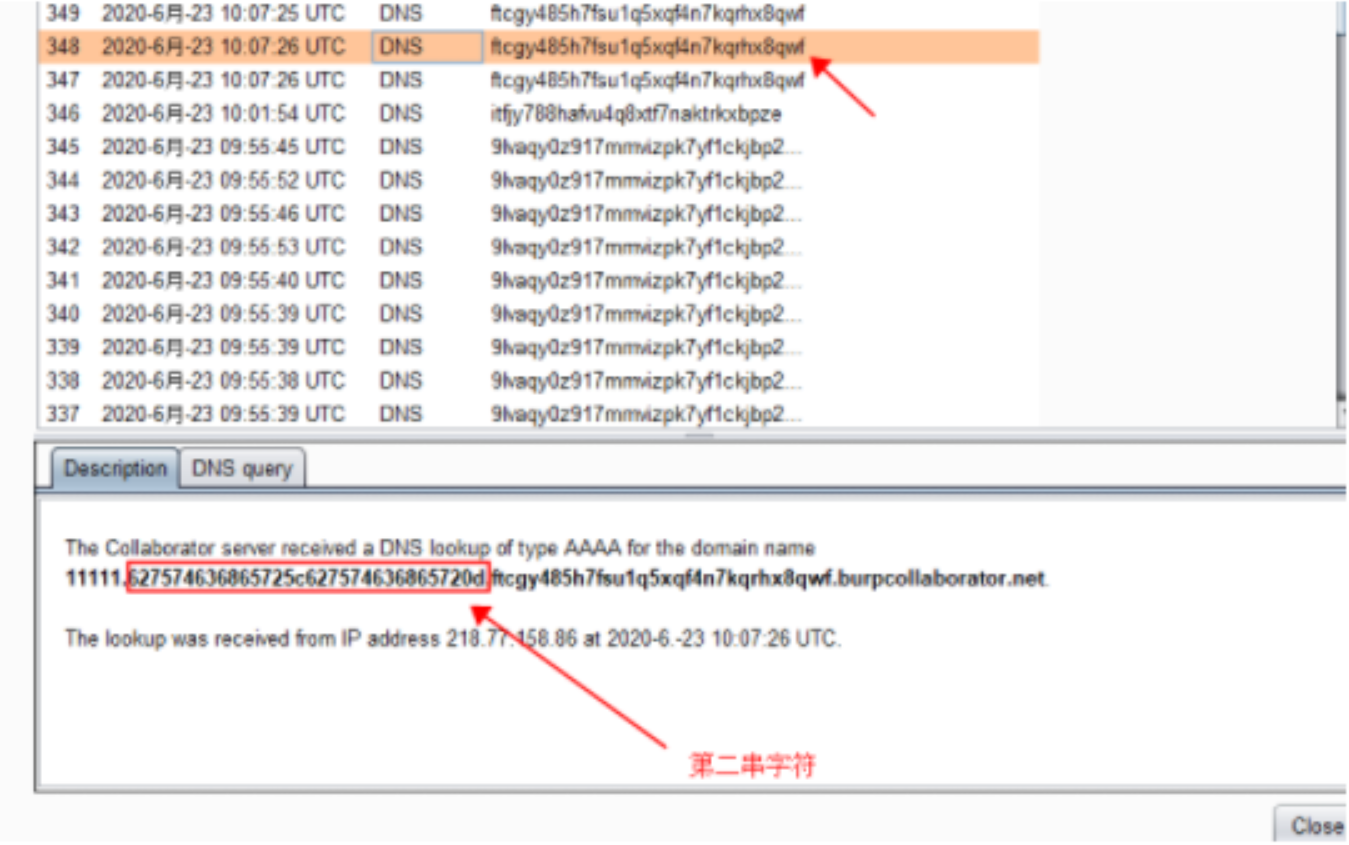 349 2020-6月-23 10:07:25 UTC DNS ftcgy485h7fsu1q5xqf4n7kqrhx8qwf
348 2020-6月-23 10:07:26 UTC DNS ftcgy485h7fsu1q5xqf4n7kqrhx8qwf
347 2020-6月-23 10:07:26 UTC DNS ftcgy485h7fsu1q5xqf4n7kqrhx8qwf
346 2020-6月-23 10:01:54 UTC DNS itfjy788hafvu4q8xtf7naktrkxbpze
345 2020-6月-23 09:55:45 UTC DNS 9lvaqy0z917mmvizpk7yf1ckjbp2...
344 2020-6月-23 09:55:52 UTC DNS 9lvaqy0z917mmvizpk7yf1ckjbp2...
343 2020-6月-23 09:55:46 UTC DNS 9lvaqy0z917mmvizpk7yf1ckjbp2...
342 2020-6月-23 09:55:53 UTC DNS 9lvaqy0z917mmvizpk7yf1ckjbp2...
341 2020-6月-23 09:55:40 UTC DNS 9lvaqy0z917mmvizpk7yf1ckjbp2...
340 2020-6月-23 09:55:39 UTC DNS 9lvaqy0z917mmvizpk7yf1ckjbp2...
339 2020-6月-23 09:55:39 UTC DNS 9lvaqy0z917mmvizpk7yf1ckjbp2...
338 2020-6月-23 09:55:38 UTC DNS 9lvaqy0z917mmvizpk7yf1ckjbp2...
337 2020-6月-23 09:55:39 UTC DNS 9lvaqy0z917mmvizpk7yf1ckjbp2...
Description DNS query
The Collaborator server received a DNS lookup of type AAAA for the domain name
11111.627574636865725c627574636865720d.ftcgy485h7fsu1q5xqf4n7kqrhx8qwf.burpcollaborator.net.
The lookup was received from IP address 218.77.158.86 at 2020-6.-23 10:07:26 UTC.
第二串字符
Close